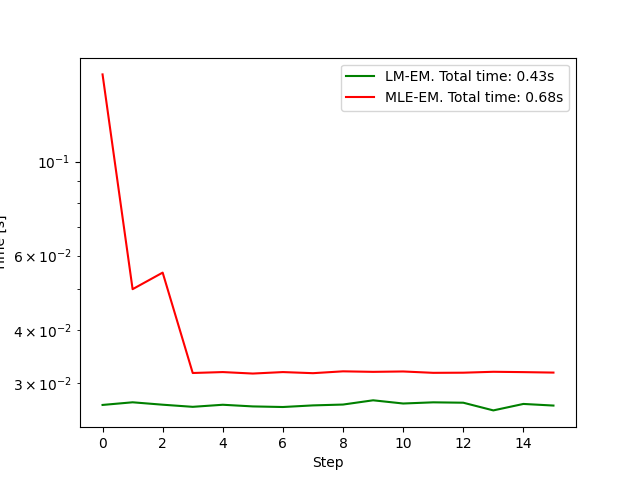 LM-EM. Total time: 0.43s
MLE-EM. Total time: 0.68s
10⁻¹
6 × 10⁻²
4 × 10⁻²
3 × 10⁻²
Time [s]
0 2 4 6 8 10 12 14
Step